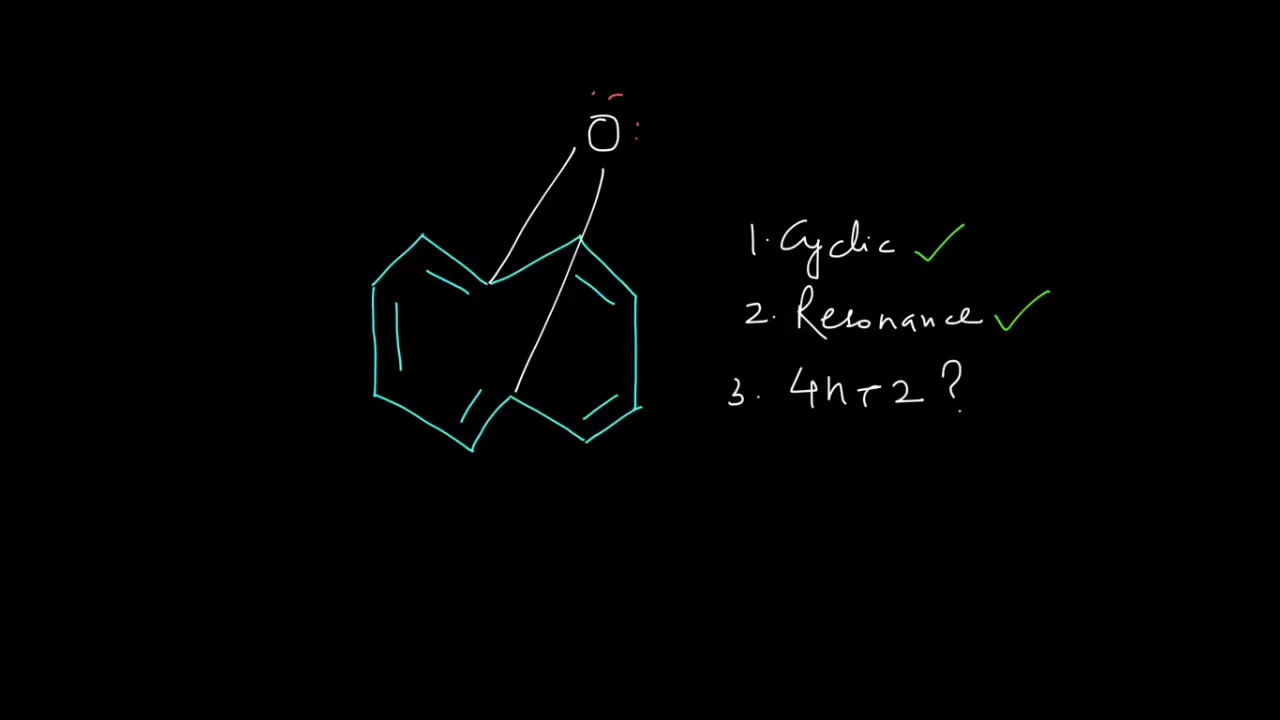 O
1. Cyclic ✓
2. Resonance ✓
3. 4n+2 ?